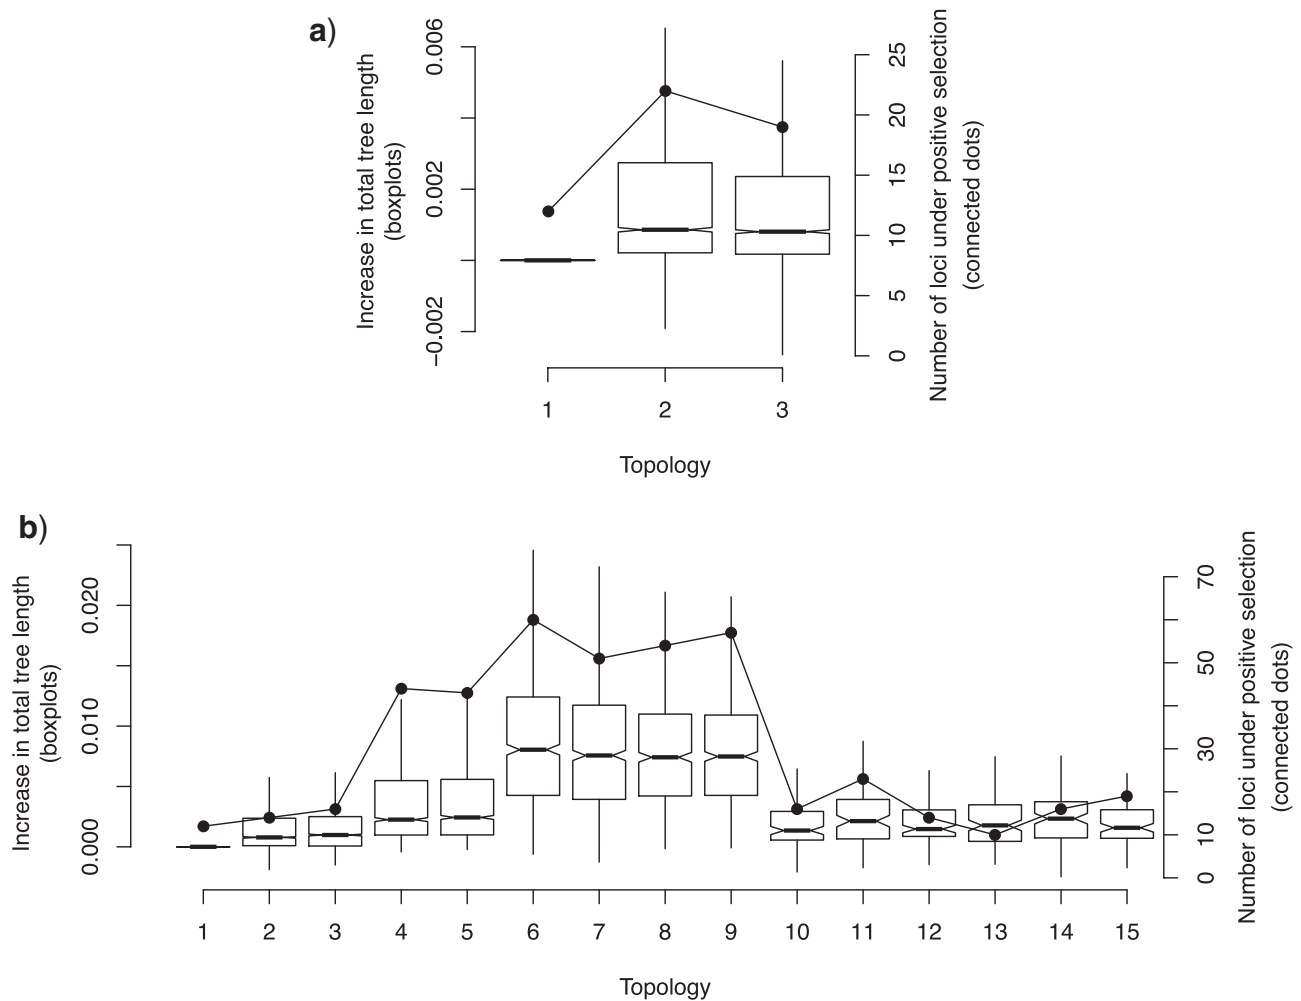 a)
Increase in total tree length
(boxplots)
0.006
0.002
−0.002
25
20
15
10
5
0
Number of loci under positive selection
(connected dots)
1 2 3
Topology
b)
Increase in total tree length
(boxplots)
0.020
0.010
0.000
70
50
30
10
0
Number of loci under positive selection
(connected dots)
1 2 3 4 5 6 7 8 9 10 11 12 13 14 15
Topology